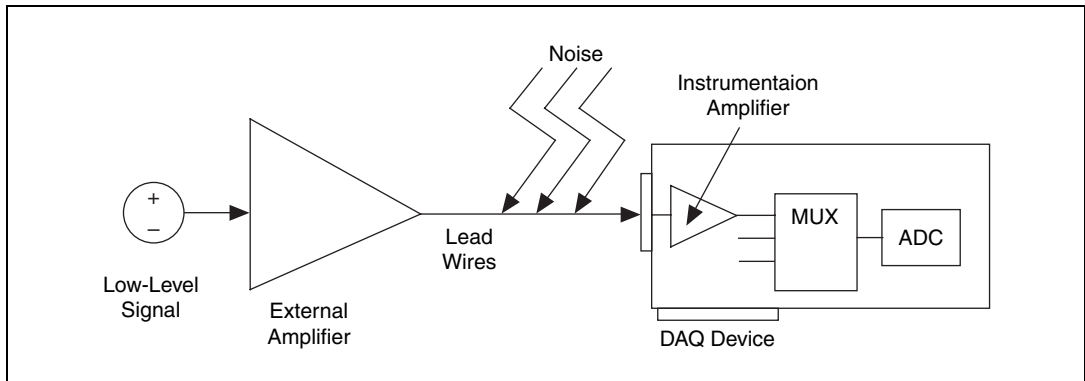 Noise
Instrumentaion
Amplifier
+
–
MUX
ADC
Lead
Wires
Low-Level
Signal
External
Amplifier
DAQ Device